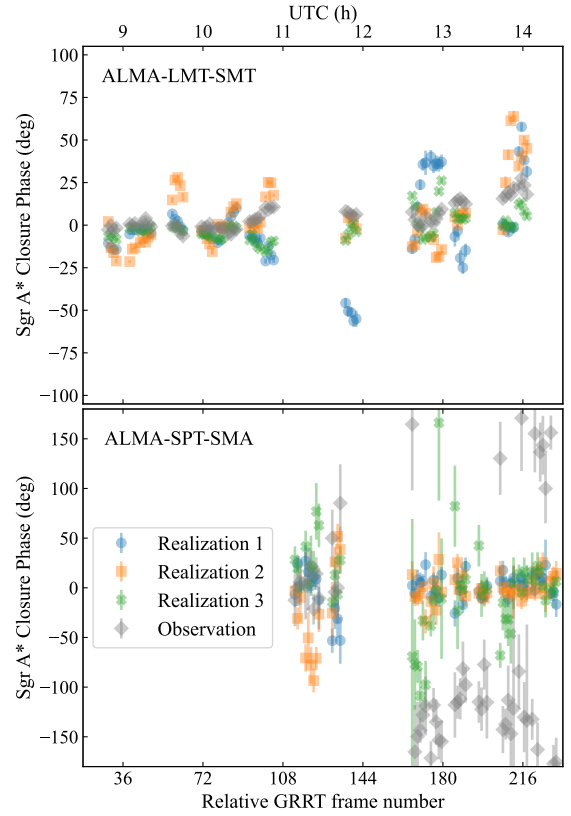 UTC (h)
9 10 11 12 13 14
ALMA-LMT-SMT
Sgr A* Closure Phase (deg)
100
75
50
25
0
−25
−50
−75
−100
ALMA-SPT-SMA
Sgr A* Closure Phase (deg)
150
100
50
0
−50
−100
−150
Realization 1
Realization 2
Realization 3
Observation
36 72 108 144 180 216
Relative GRRT frame number